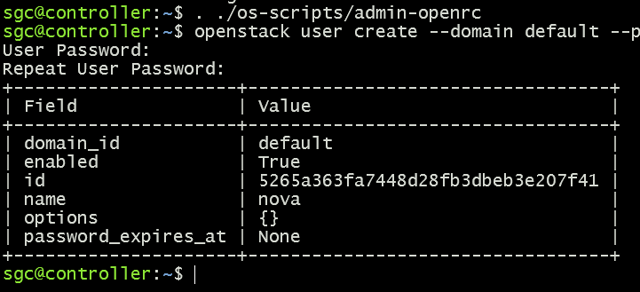 sgc@controller:~$ . ./os-scripts/admin-openrc
sgc@controller:~$ openstack user create --domain default --p
User Password:
Repeat User Password:
+---------------------+----------------------------------+
| Field | Value |
+---------------------+----------------------------------+
| domain_id | default |
| enabled | True |
| id | 5265a363fa7448d28fb3dbeb3e207f41 |
| name | nova |
| options | {} |
| password_expires_at | None |
+---------------------+----------------------------------+
sgc@controller:~$